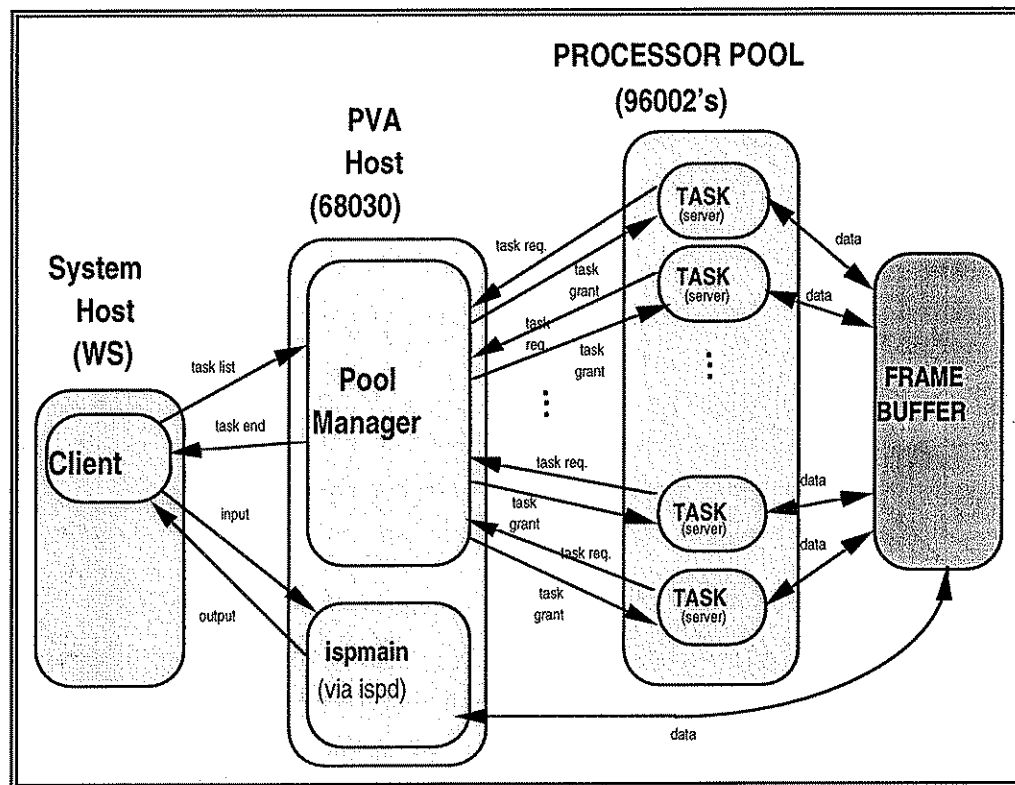 PROCESSOR POOL
(96002's)
PVA
Host
(68030)
System
Host
(WS)
TASK
(server)
TASK
(server)
TASK
(server)
TASK
(server)
task req.
task
grant
task
req.
task
grant
data
data
FRAME
BUFFER
task list
task end
Client
Pool
Manager
task req.
task
grant
task req.
task
grant
data
data
input
output
ispmain
(via ispd)
data